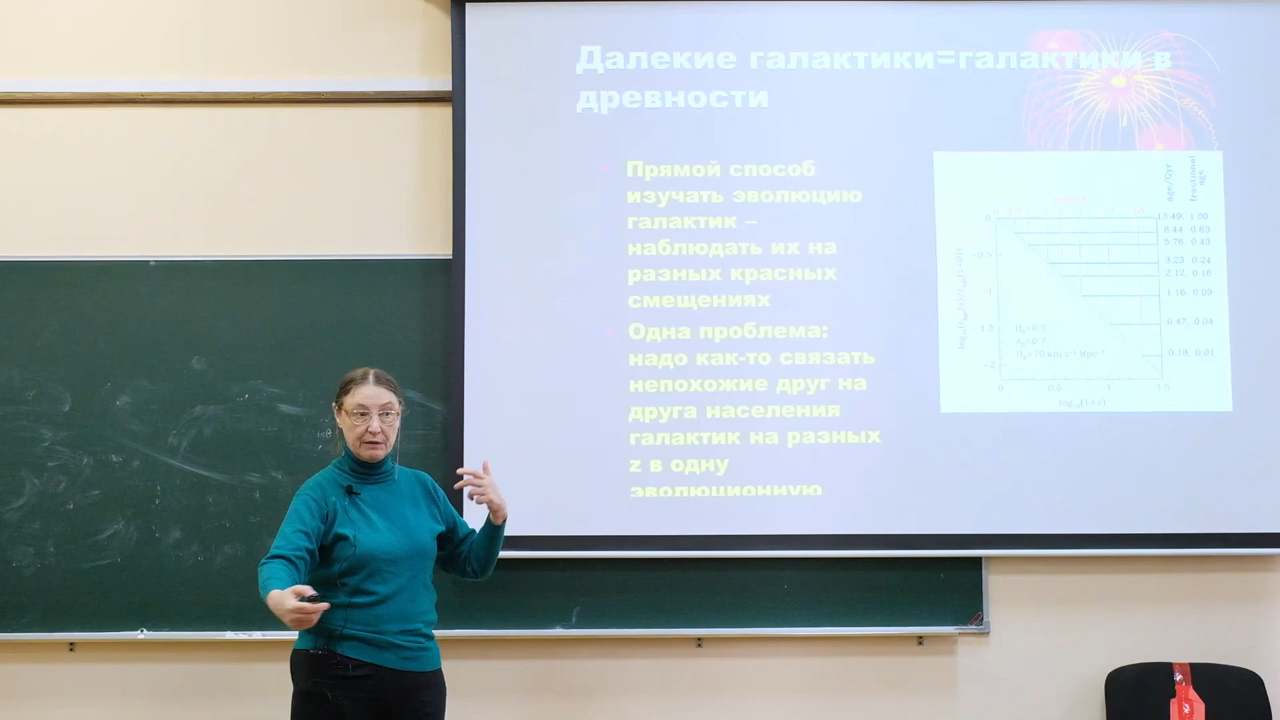 Далекие галактики=галактики в
древности
Прямой способ
изучать эволюцию
галактик –
наблюдать их на
разных красных
смещениях
Одна проблема:
надо как-то связать
непохожие друг на
друга населения
галактик на разных
z в одну
эволюционную
age/Gyr
fractional age
13.49, 1.00
8.44, 0.63
5.76, 0.43
3.23, 0.24
2.12, 0.16
1.16, 0.09
0.47, 0.04
0.18, 0.01
0
-0.5
-1
-1.5
-2
0 0.5 1 1.5
log₁₀(1+z)